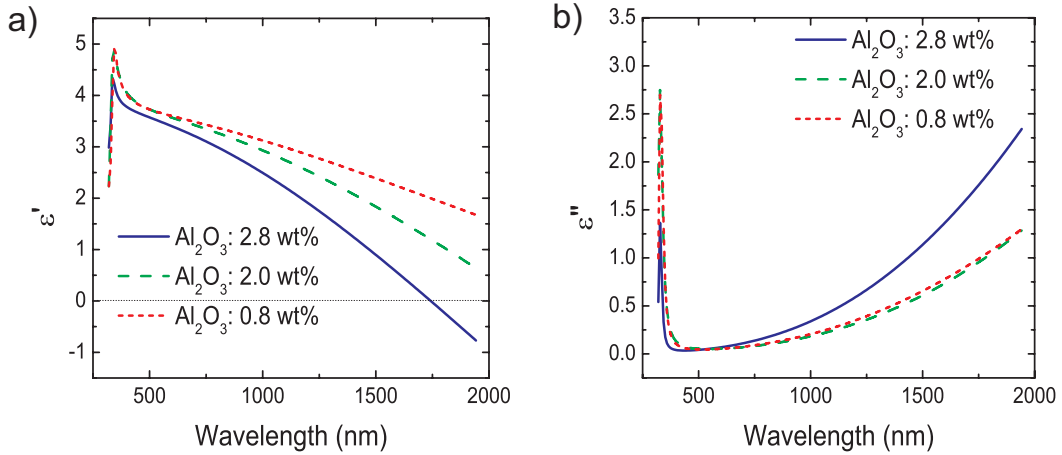 a)
5
4
3
2
1
0
-1
ε'
Al₂O₃: 2.8 wt%
Al₂O₃: 2.0 wt%
Al₂O₃: 0.8 wt%
500 1000 1500 2000
Wavelength (nm)
b)
3.5
3.0
2.5
2.0
1.5
1.0
0.5
0.0
ε"
Al₂O₃: 2.8 wt%
Al₂O₃: 2.0 wt%
Al₂O₃: 0.8 wt%
500 1000 1500 2000
Wavelength (nm)